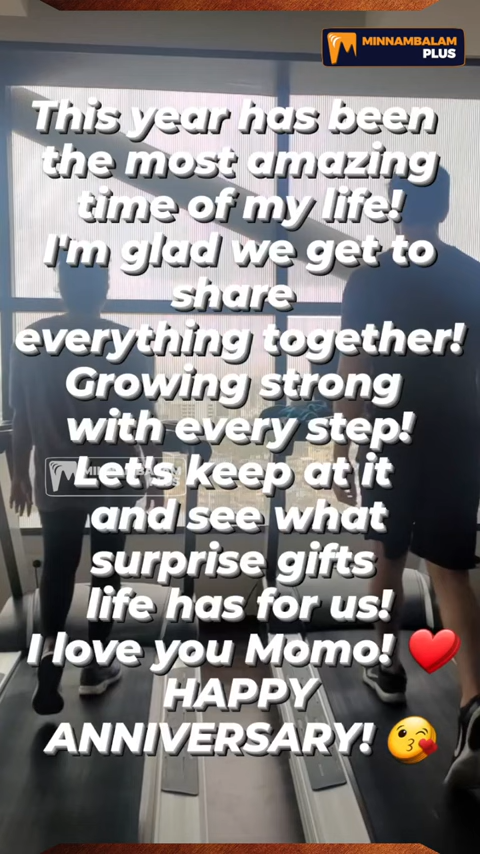 MINNAMBALAM
PLUS
This year has been
the most amazing
time of my life!
I'm glad we get to
share
everything together!
Growing strong
with every step!
Let's keep at it
and see what
surprise gifts
life has for us!
I love you Momo! ❤️
HAPPY
ANNIVERSARY! 😘